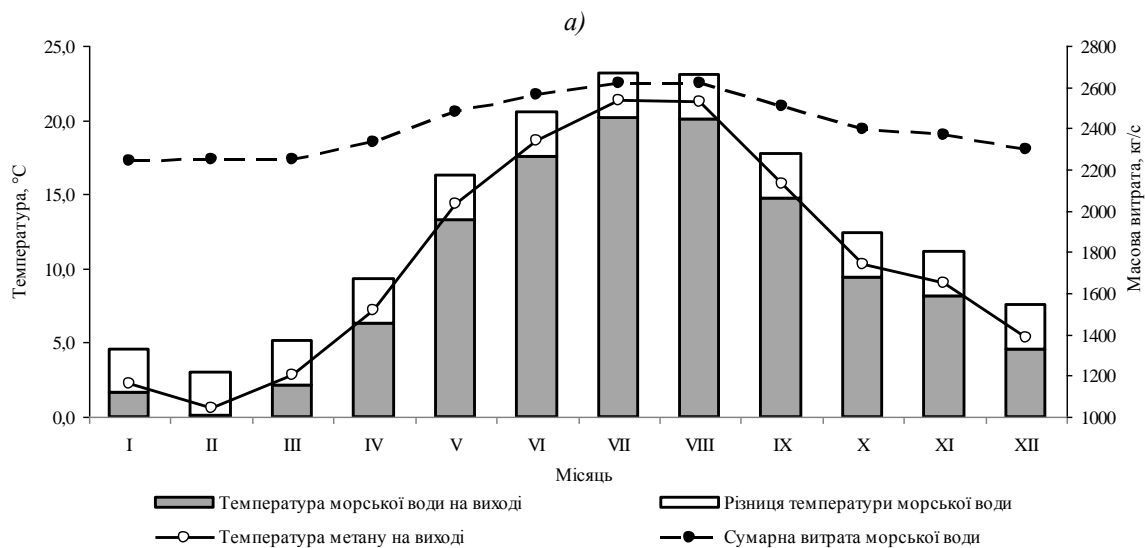 а)
25,0
20,0
15,0
10,0
5,0
0,0
Температура, °С
2800
2600
2400
2200
2000
1800
1600
1400
1200
1000
Масова витрата, кг/с
I II III IV V VI VII VIII IX X XI XII
Місяць
Температура морської води на виході Різниця температури морської води
Температура метану на виході Сумарна витрата морської води